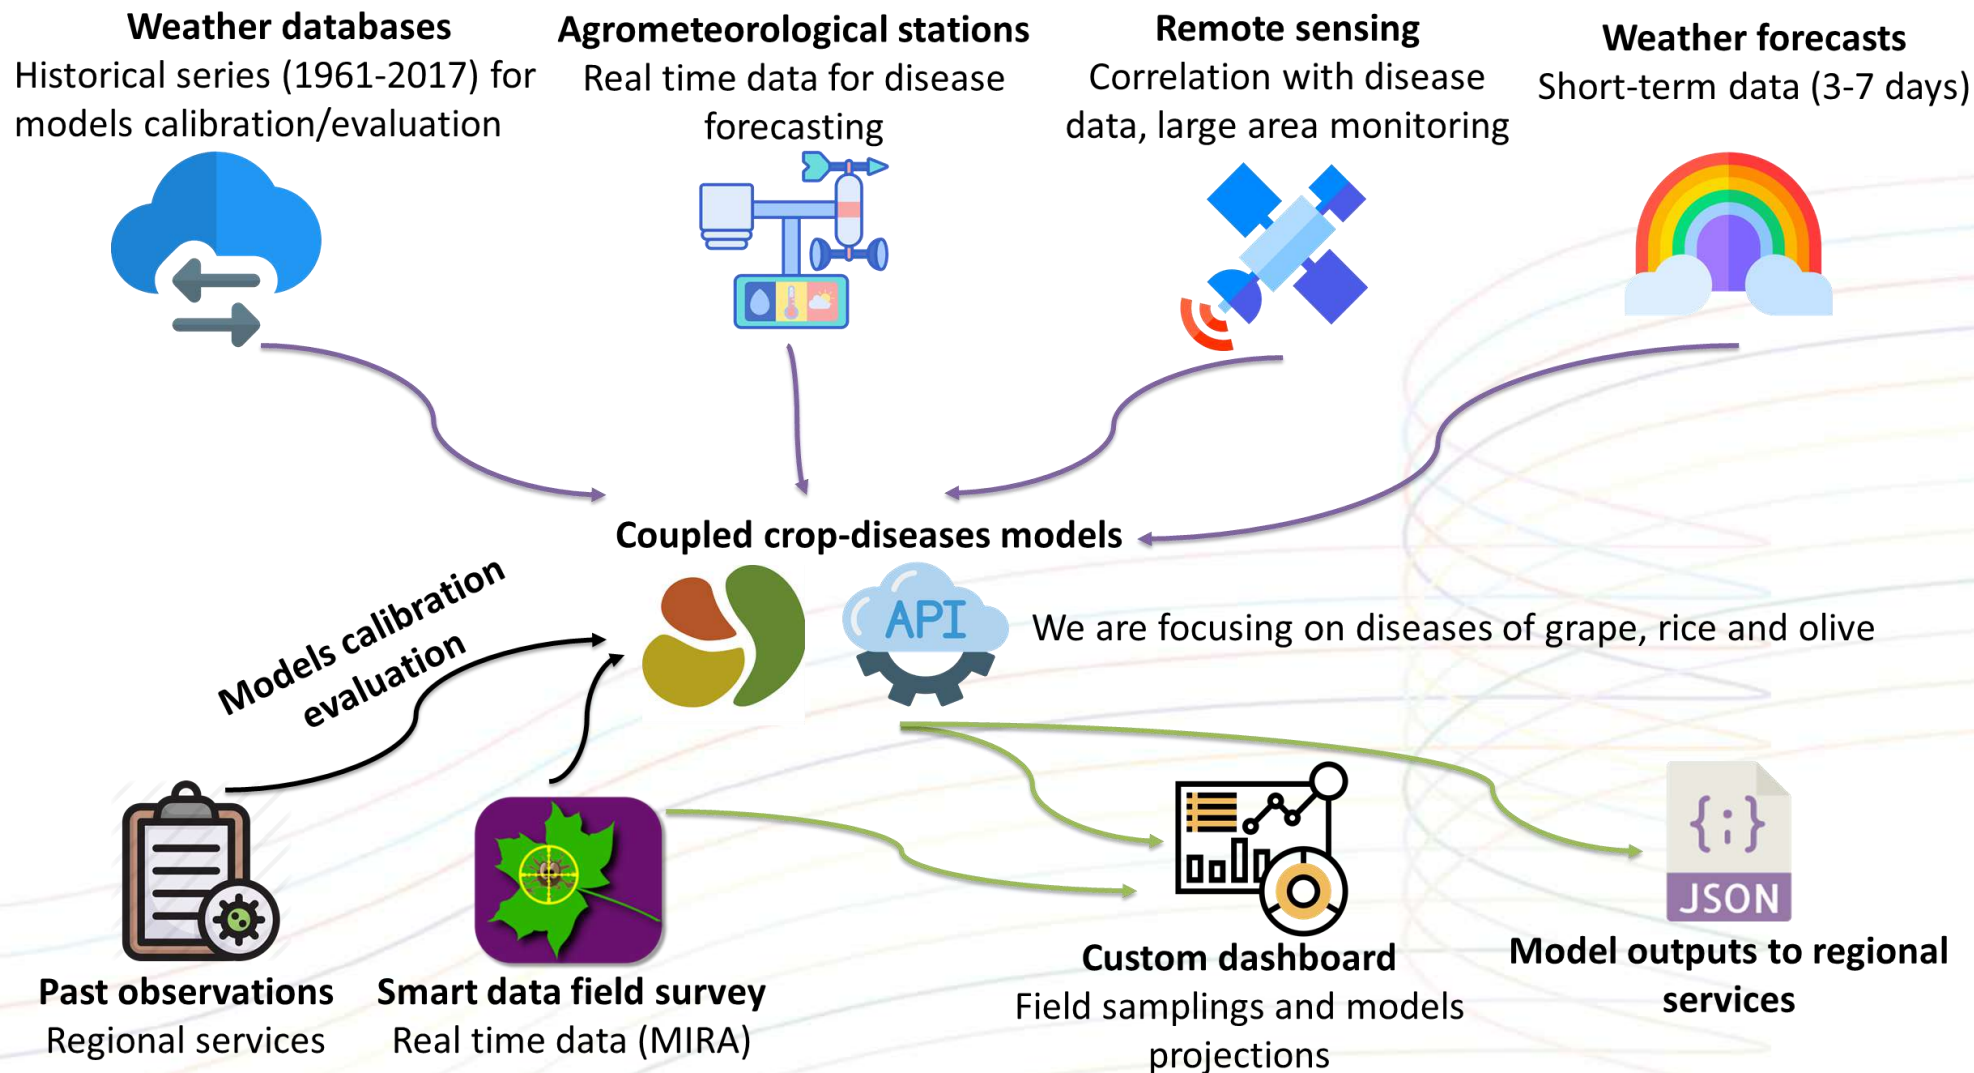 Weather databases
Historical series (1961-2017) for
models calibration/evaluation
Agrometeorological stations
Real time data for disease
forecasting
Remote sensing
Correlation with disease
data, large area monitoring
Weather forecasts
Short-term data (3-7 days)
Coupled crop-diseases models
API
We are focusing on diseases of grape, rice and olive
Models calibration
evaluation
Past observations
Regional services
Smart data field survey
Real time data (MIRA)
Custom dashboard
Field samplings and models
projections
{;}
JSON
Model outputs to regional
services